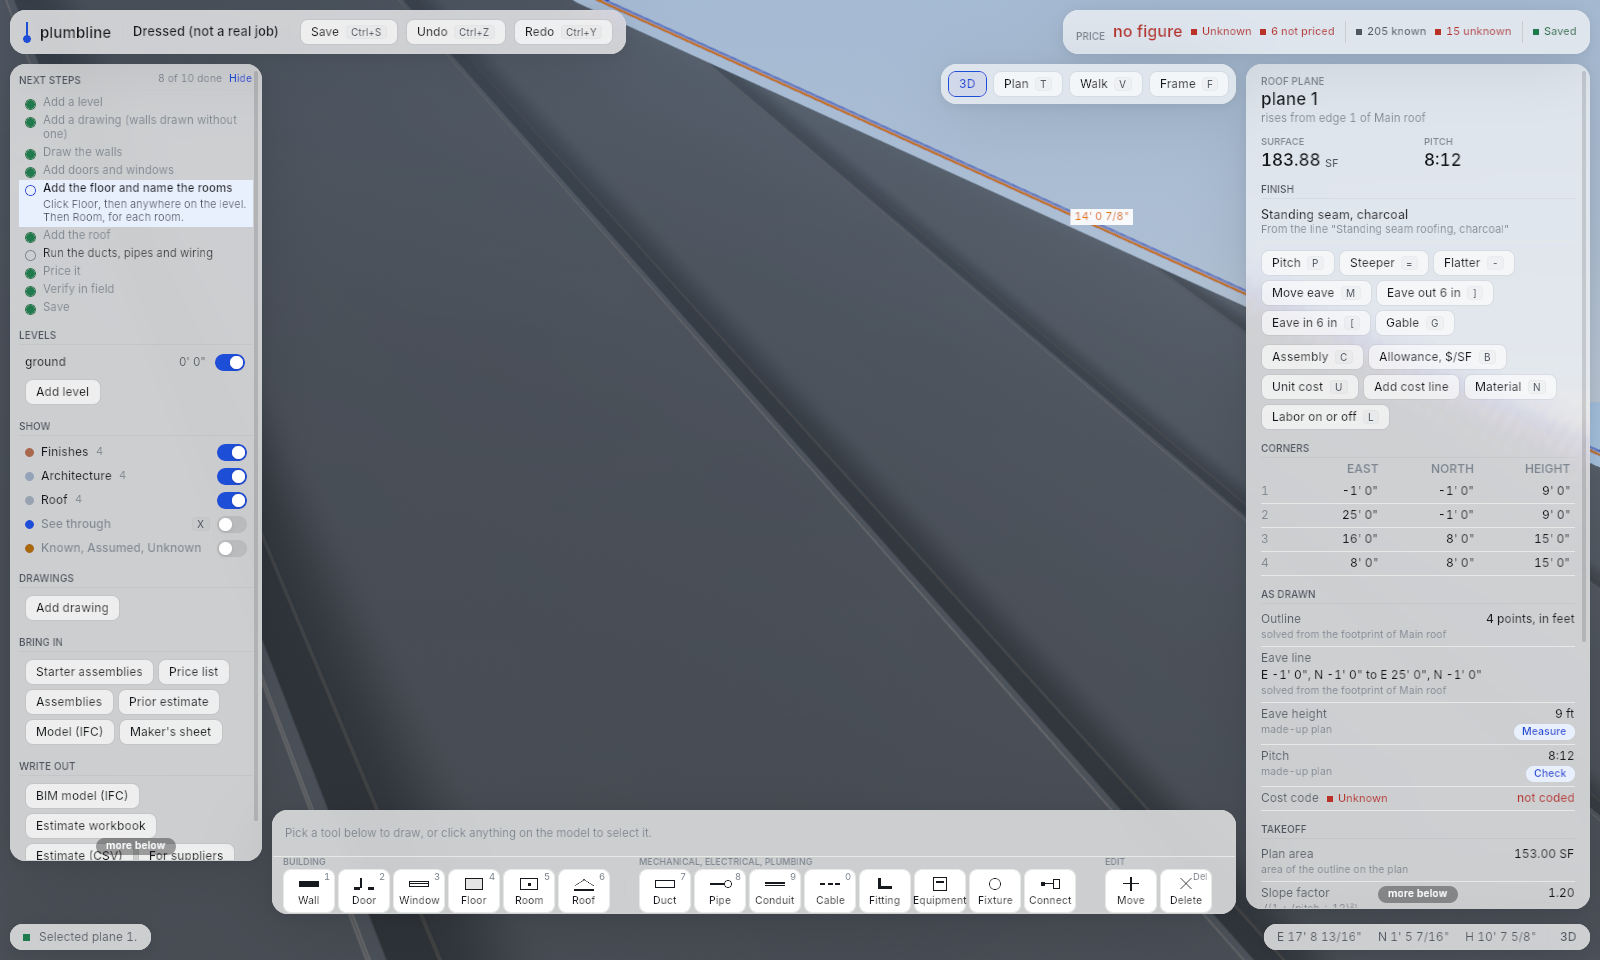 plumbline
Dressed (not a real job)
Save Ctrl+S
Undo Ctrl+Z
Redo Ctrl+Y
PRICE no figure Unknown 6 not priced 205 known 15 unknown Saved
NEXT STEPS 8 of 10 done Hide
Add a level
Add a drawing (walls drawn without
one)
Draw the walls
Add doors and windows
Add the floor and name the rooms
Click Floor, then anywhere on the level.
Then Room, for each room.
Add the roof
Run the ducts, pipes and wiring
Price it
Verify in field
Save
LEVELS
ground 0' 0"
Add level
SHOW
Finishes 4
Architecture 4
Roof 4
See through X
Known, Assumed, Unknown
DRAWINGS
Add drawing
BRING IN
Starter assemblies Price list
Assemblies Prior estimate
Model (IFC) Maker's sheet
WRITE OUT
BIM model (IFC)
Estimate workbook
more below
Estimate (CSV) For suppliers
Selected plane 1.
3D Plan T Walk V Frame F
14' 0 7/8"
Pick a tool below to draw, or click anything on the model to select it.
BUILDING MECHANICAL, ELECTRICAL, PLUMBING EDIT
1 2 3 4 5 6 7 8 9 0 Del
Wall Door Window Floor Room Roof Duct Pipe Conduit Cable Fitting Equipment Fixture Connect Move Delete
ROOF PLANE
plane 1
rises from edge 1 of Main roof
SURFACE PITCH
183.88 SF 8:12
FINISH
Standing seam, charcoal
From the line "Standing seam roofing, charcoal"
Pitch P Steeper = Flatter -
Move eave M Eave out 6 in ]
Eave in 6 in [ Gable G
Assembly C Allowance, $/SF B
Unit cost U Add cost line Material N
Labor on or off L
CORNERS
EAST NORTH HEIGHT
1 -1' 0" -1' 0" 9' 0"
2 25' 0" -1' 0" 9' 0"
3 16' 0" 8' 0" 15' 0"
4 8' 0" 8' 0" 15' 0"
AS DRAWN
Outline 4 points, in feet
solved from the footprint of Main roof
Eave line
E -1' 0", N -1' 0" to E 25' 0", N -1' 0"
solved from the footprint of Main roof
Eave height 9 ft
made-up plan Measure
Pitch 8:12
made-up plan Check
Cost code Unknown not coded
TAKEOFF
Plan area 153.00 SF
area of the outline on the plan
Slope factor 1.20
more below
E 17' 8 13/16" N 1' 5 7/16" H 10' 7 5/8" 3D